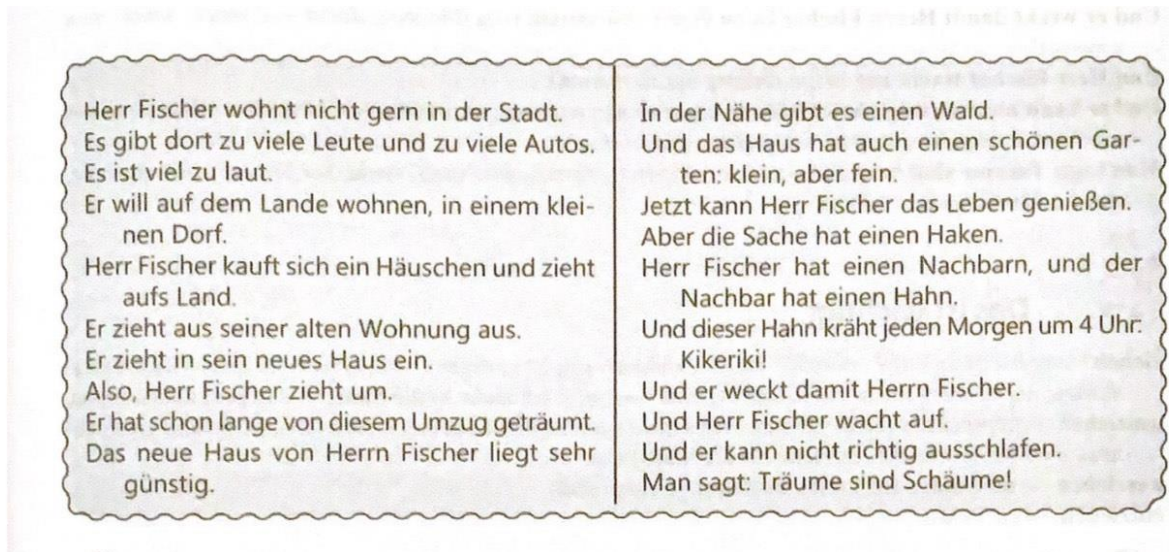 Herr Fischer wohnt nicht gern in der Stadt.
Es gibt dort zu viele Leute und zu viele Autos.
Es ist viel zu laut.
Er will auf dem Lande wohnen, in einem klei-
nen Dorf.
Herr Fischer kauft sich ein Häuschen und zieht
aufs Land.
Er zieht aus seiner alten Wohnung aus.
Er zieht in sein neues Haus ein.
Also, Herr Fischer zieht um.
Er hat schon lange von diesem Umzug geträumt.
Das neue Haus von Herrn Fischer liegt sehr
günstig.
In der Nähe gibt es einen Wald.
Und das Haus hat auch einen schönen Gar-
ten: klein, aber fein.
Jetzt kann Herr Fischer das Leben genießen.
Aber die Sache hat einen Haken.
Herr Fischer hat einen Nachbarn, und der
Nachbar hat einen Hahn.
Und dieser Hahn kräht jeden Morgen um 4 Uhr:
Kikeriki!
Und er weckt damit Herrn Fischer.
Und Herr Fischer wacht auf.
Und er kann nicht richtig ausschlafen.
Man sagt: Träume sind Schäume!